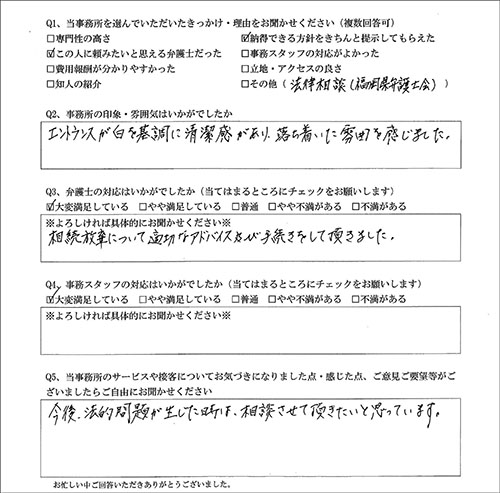 Q1、当事務所を選んでいただいたきっかけ・理由をお聞かせください（複数回答可）
□専門性の高さ　☑納得できる方針をきちんと提示してもらえた
☑この人に頼みたいと思える弁護士だった　□事務スタッフの対応がよかった
□費用報酬が分かりやすかった　□立地・アクセスの良さ
□知人の紹介　□その他（法律相談（福岡県弁護士会））
Q2、事務所の印象・雰囲気はいかがでしたか
エントランスが白を基調に清潔感があり、落ち着いた雰囲気を感じました。
Q3、弁護士の対応はいかがでしたか（当てはまるところにチェックをお願いします）
☑大変満足している　□やや満足している　□普通　□やや不満がある　□不満がある
※よろしければ具体的にお聞かせください※
相続放棄について適切なアドバイス及び手続きをして頂きました。
Q4、事務スタッフの対応はいかがでしたか（当てはまるところにチェックをお願いします）
☑大変満足している　□やや満足している　□普通　□やや不満がある　□不満がある
※よろしければ具体的にお聞かせください※
Q5、当事務所のサービスや接客についてお気づきになりました点・感じた点、ご意見ご要望等がご
ざいましたらご自由にお聞かせください
今後、法的問題が生じた時は、相談させて頂きたいと思っています。
お忙しい中ご回答いただきありがとうございました。